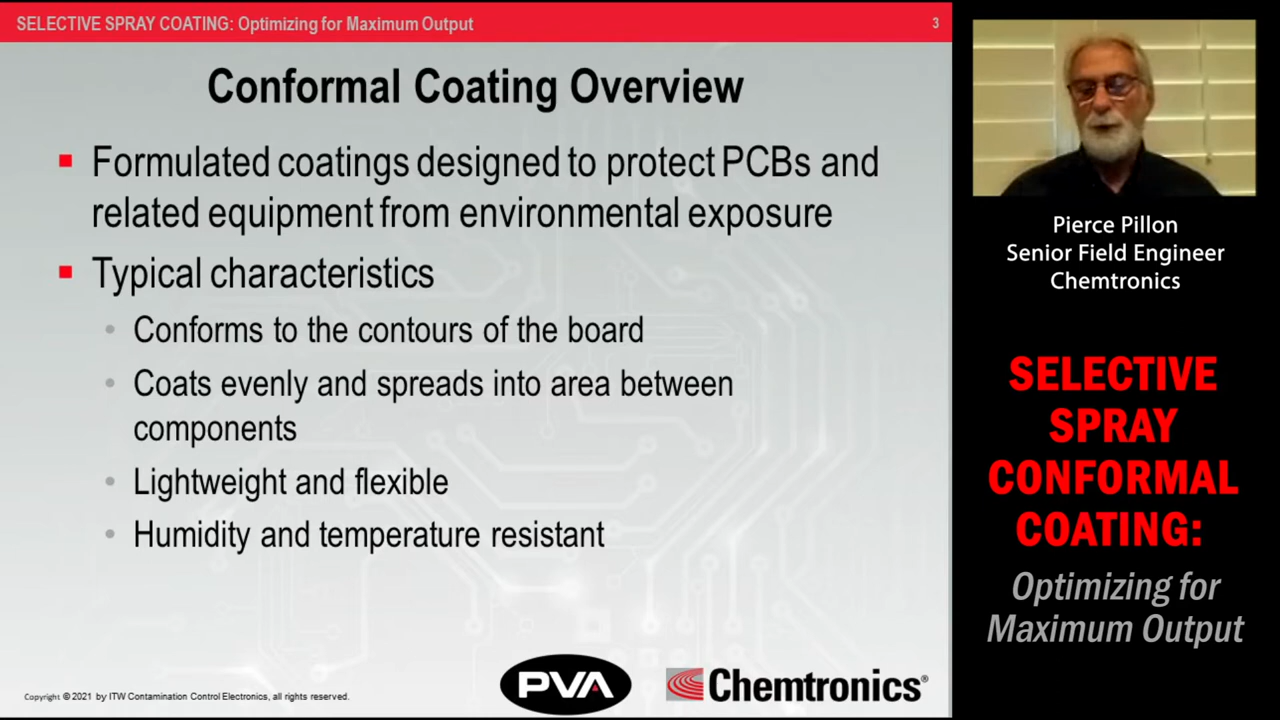 SELECTIVE SPRAY COATING: Optimizing for Maximum Output
3
Conformal Coating Overview
Formulated coatings designed to protect PCBs and
related equipment from environmental exposure
Typical characteristics
Conforms to the contours of the board
Coats evenly and spreads into area between
components
Lightweight and flexible
Humidity and temperature resistant
Copyright © 2021 by ITW Contamination Control Electronics, all rights reserved.
PVA
Chemtronics®
Pierce Pillon
Senior Field Engineer
Chemtronics
SELECTIVE
SPRAY
CONFORMAL
COATING:
Optimizing for
Maximum Output